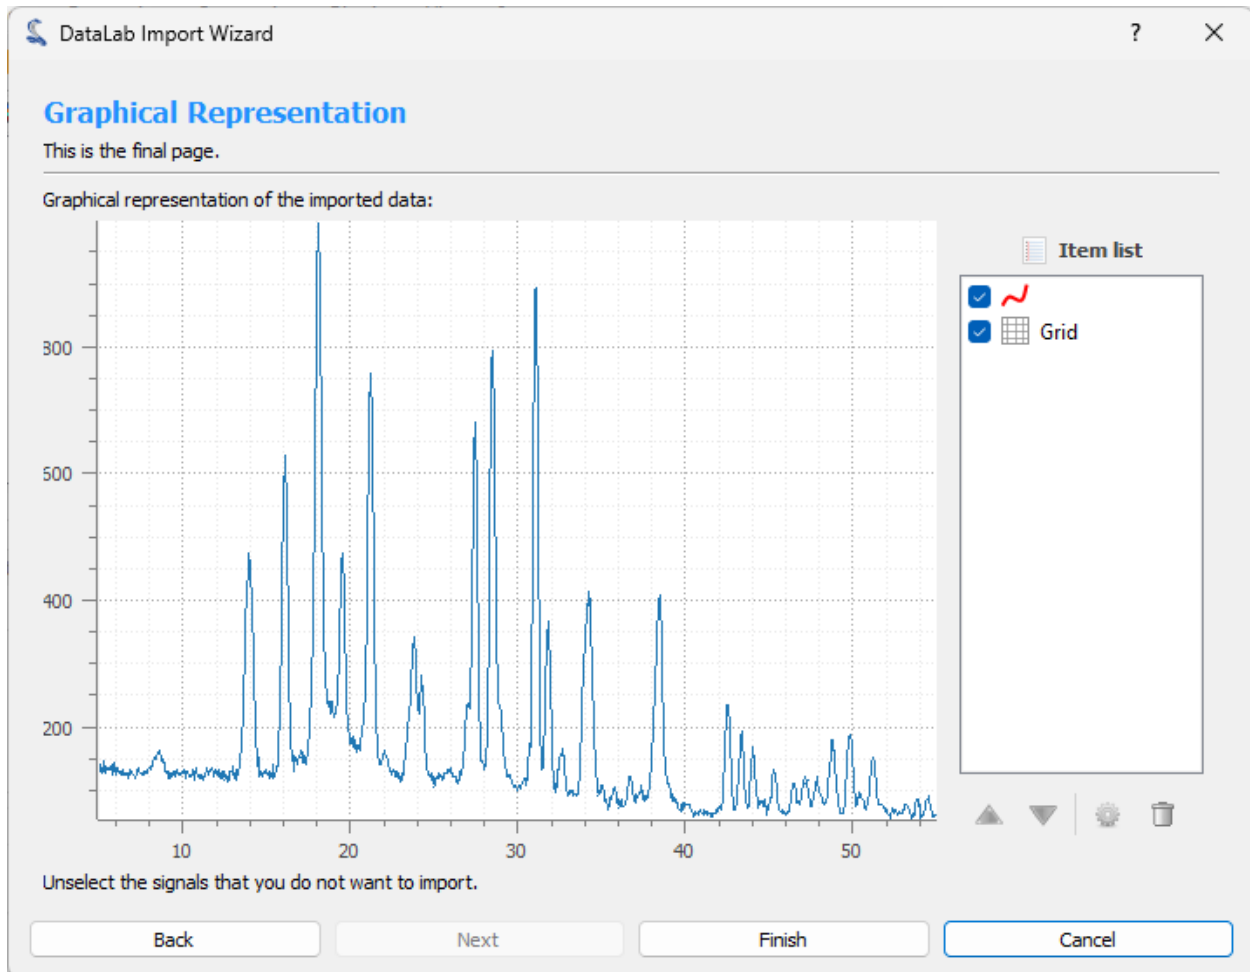 DataLab Import Wizard ?
Graphical Representation
This is the final page.
Graphical representation of the imported data:
800
600
400
200
10 20 30 40 50
Item list
Grid
Unselect the signals that you do not want to import.
Back Next Finish Cancel